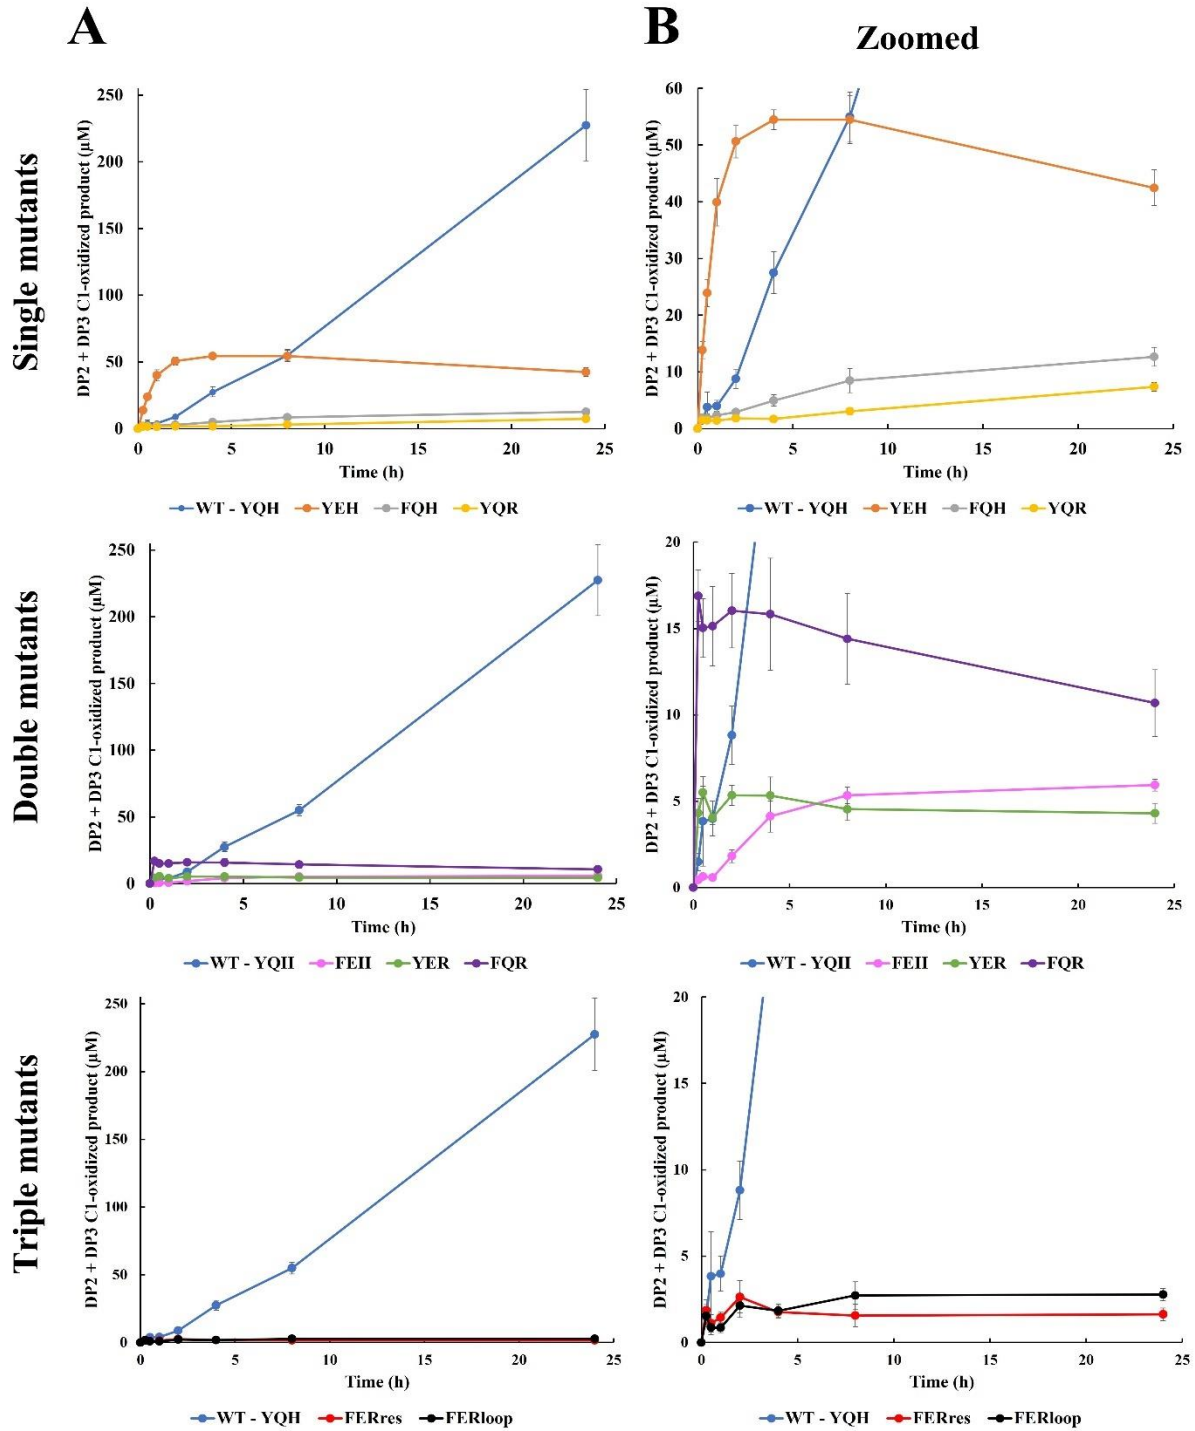 A
B
Zoomed
Single mutants
DP2 + DP3 C1-oxidized product (µM)
250
200
150
100
50
0
0 5 10 15 20 25
Time (h)
WT - YQH YEH FQH YQR
DP2 + DP3 C1-oxidized product (µM)
60
50
40
30
20
10
0
0 5 10 15 20 25
Time (h)
WT - YQH YEH FQH YQR
Double mutants
DP2 + DP3 C1-oxidized product (µM)
250
200
150
100
50
0
0 5 10 15 20 25
Time (h)
WT - YQH FEH YER FQR
DP2 + DP3 C1-oxidized product (µM)
20
15
10
5
0
0 5 10 15 20 25
Time (h)
WT - YQH FEH YER FQR
Triple mutants
DP2 + DP3 C1-oxidized product (µM)
250
200
150
100
50
0
0 5 10 15 20 25
Time (h)
WT - YQH FERres FERloop
DP2 + DP3 C1-oxidized product (µM)
20
15
10
5
0
0 5 10 15 20 25
Time (h)
WT - YQH FERres FERloop